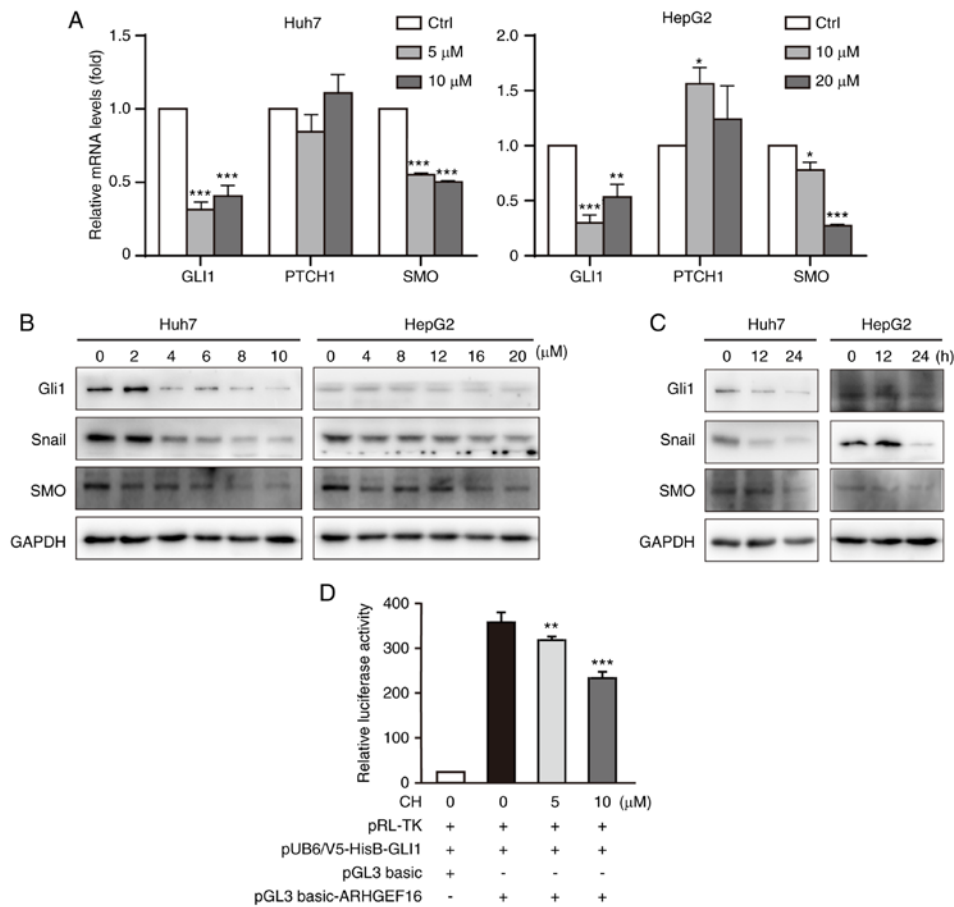 A
Huh7
Relative mRNA levels (fold)
1.5
1.0
0.5
0
Ctrl
5 μM
10 μM
***
***
***
***
GLI1
PTCH1
SMO
HepG2
2.0
1.5
1.0
0.5
0
Ctrl
10 μM
20 μM
***
**
*
*
***
GLI1
PTCH1
SMO
B
Huh7
HepG2
0 2 4 6 8 10
0 4 8 12 16 20 (μM)
Gli1
Snail
SMO
GAPDH
C
Huh7
HepG2
0 12 24
0 12 24 (h)
Gli1
Snail
SMO
GAPDH
D
Relative luciferase activity
400
300
200
100
0
**
***
CH 0 0 5 10 (μM)
pRL-TK + + + +
pUB6/V5-HisB-GLI1 + + + +
pGL3 basic + - - -
pGL3 basic-ARHGEF16 - + + +